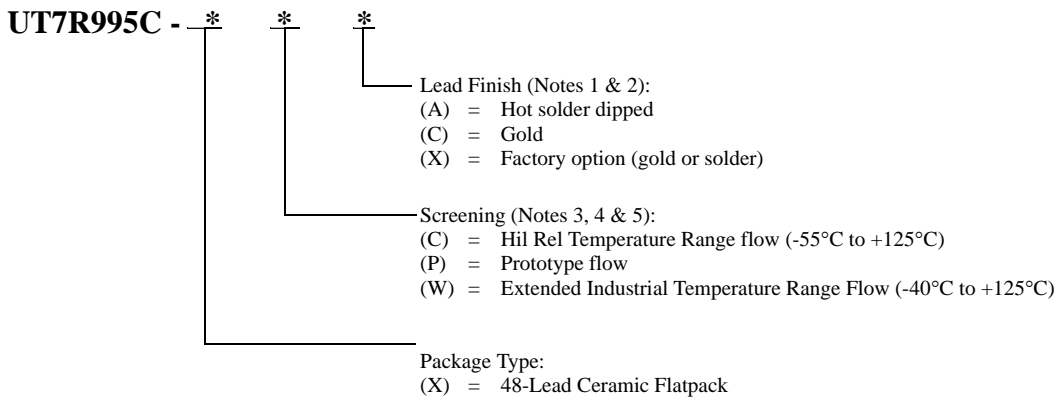 UT7R995C - * * *
Lead Finish (Notes 1 & 2):
(A) = Hot solder dipped
(C) = Gold
(X) = Factory option (gold or solder)
Screening (Notes 3, 4 & 5):
(C) = Hil Rel Temperature Range flow (-55°C to +125°C)
(P) = Prototype flow
(W) = Extended Industrial Temperature Range Flow (-40°C to +125°C)
Package Type:
(X) = 48-Lead Ceramic Flatpack